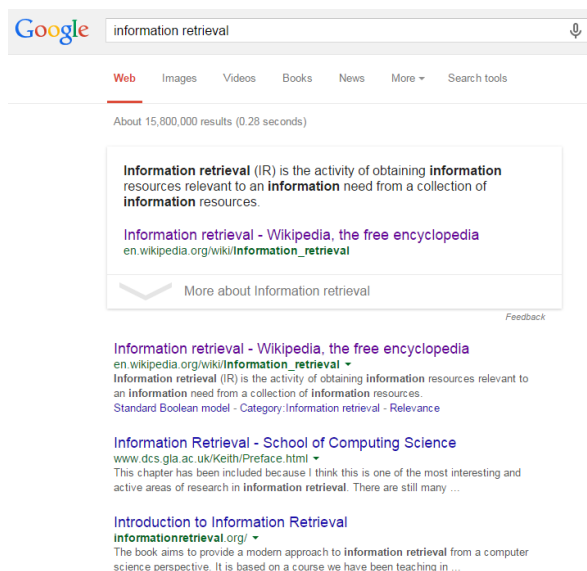 Google information retrieval
Web Images Videos Books News More Search tools
About 15,800,000 results (0.28 seconds)
Information retrieval (IR) is the activity of obtaining information
resources relevant to an information need from a collection of
information resources.
Information retrieval - Wikipedia, the free encyclopedia
en.wikipedia.org/wiki/Information_retrieval
More about Information retrieval
Feedback
Information retrieval - Wikipedia, the free encyclopedia
en.wikipedia.org/wiki/Information_retrieval
Information retrieval (IR) is the activity of obtaining information resources relevant to
an information need from a collection of information resources.
Standard Boolean model - Category:Information retrieval - Relevance
Information Retrieval - School of Computing Science
www.dcs.gla.ac.uk/Keith/Preface.html
This chapter has been included because I think this is one of the most interesting and
active areas of research in information retrieval. There are still many ...
Introduction to Information Retrieval
informationretrieval.org/
The book aims to provide a modern approach to information retrieval from a computer
science perspective. It is based on a course we have been teaching in ...